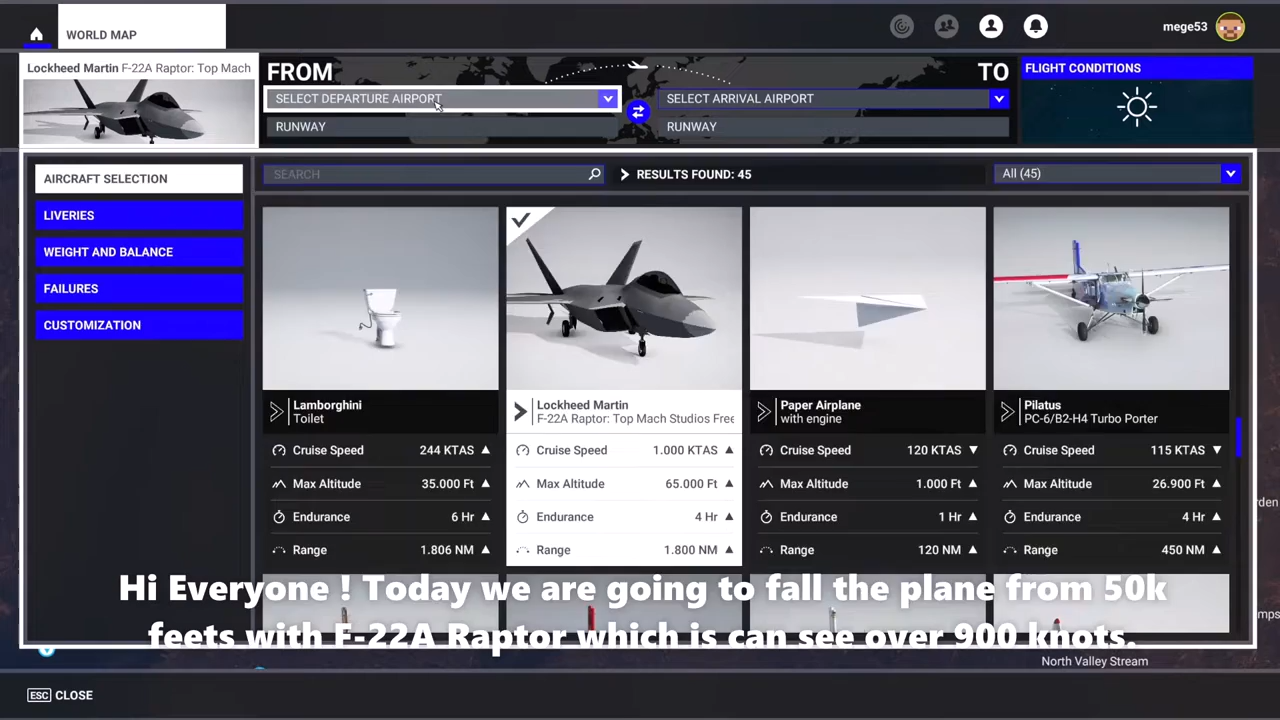 WORLD MAP
mege53
Lockheed Martin F-22A Raptor: Top Mach
FROM
TO
FLIGHT CONDITIONS
SELECT DEPARTURE AIRPORT
SELECT ARRIVAL AIRPORT
RUNWAY
RUNWAY
AIRCRAFT SELECTION
LIVERIES
WEIGHT AND BALANCE
FAILURES
CUSTOMIZATION
SEARCH
RESULTS FOUND: 45
All (45)
Lamborghini
Toilet
Cruise Speed 244 KTAS
Max Altitude 35.000 Ft
Endurance 6 Hr
Range 1.806 NM
Lockheed Martin
F-22A Raptor: Top Mach Studios Free
Cruise Speed 1.000 KTAS
Max Altitude 65.000 Ft
Endurance 4 Hr
Range 1.800 NM
Paper Airplane
with engine
Cruise Speed 120 KTAS
Max Altitude 1.000 Ft
Endurance 1 Hr
Range 120 NM
Pilatus
PC-6/B2-H4 Turbo Porter
Cruise Speed 115 KTAS
Max Altitude 26.900 Ft
Endurance 4 Hr
Range 450 NM
Hi Everyone ! Today we are going to fall the plane from 50k
feets with F-22A Raptor which is can see over 900 knots.
North Valley Stream
ESC CLOSE